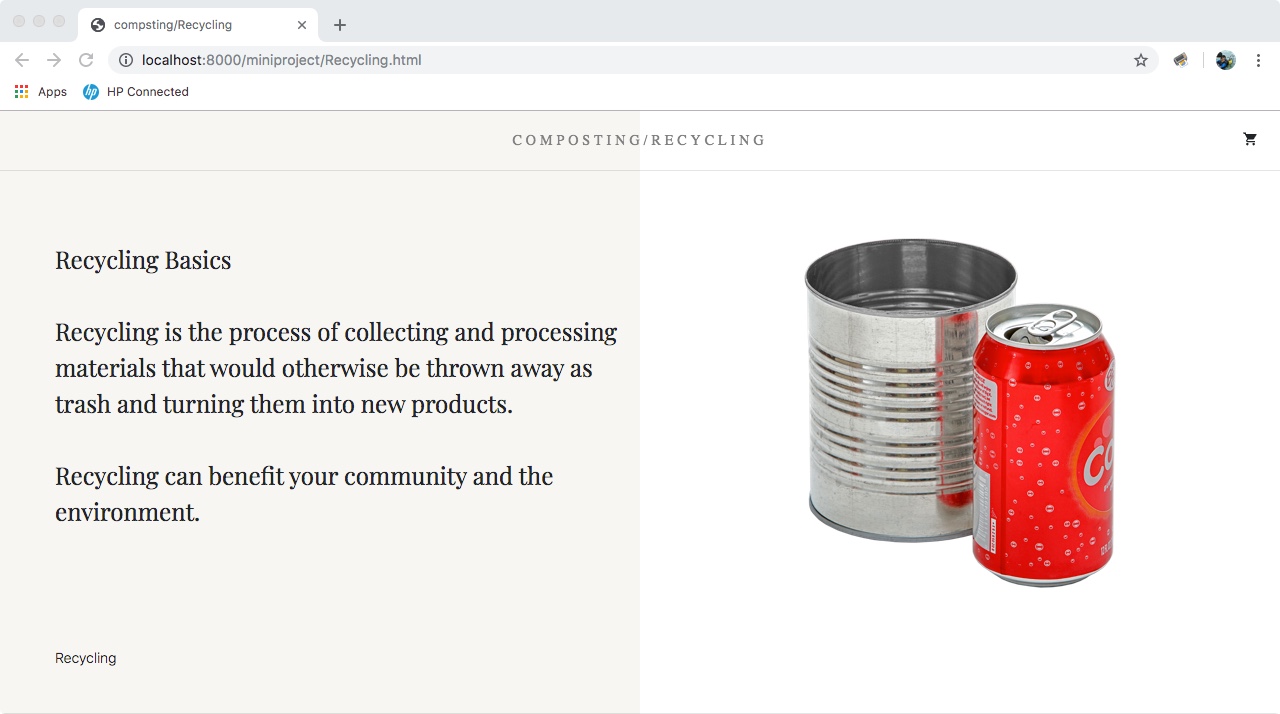 compsting/Recycling
localhost:8000/miniproject/Recycling.html
Apps
HP Connected
COMPOSTING/RECYCLING
Recycling Basics
Recycling is the process of collecting and processing
materials that would otherwise be thrown away as
trash and turning them into new products.
Recycling can benefit your community and the
environment.
Recycling